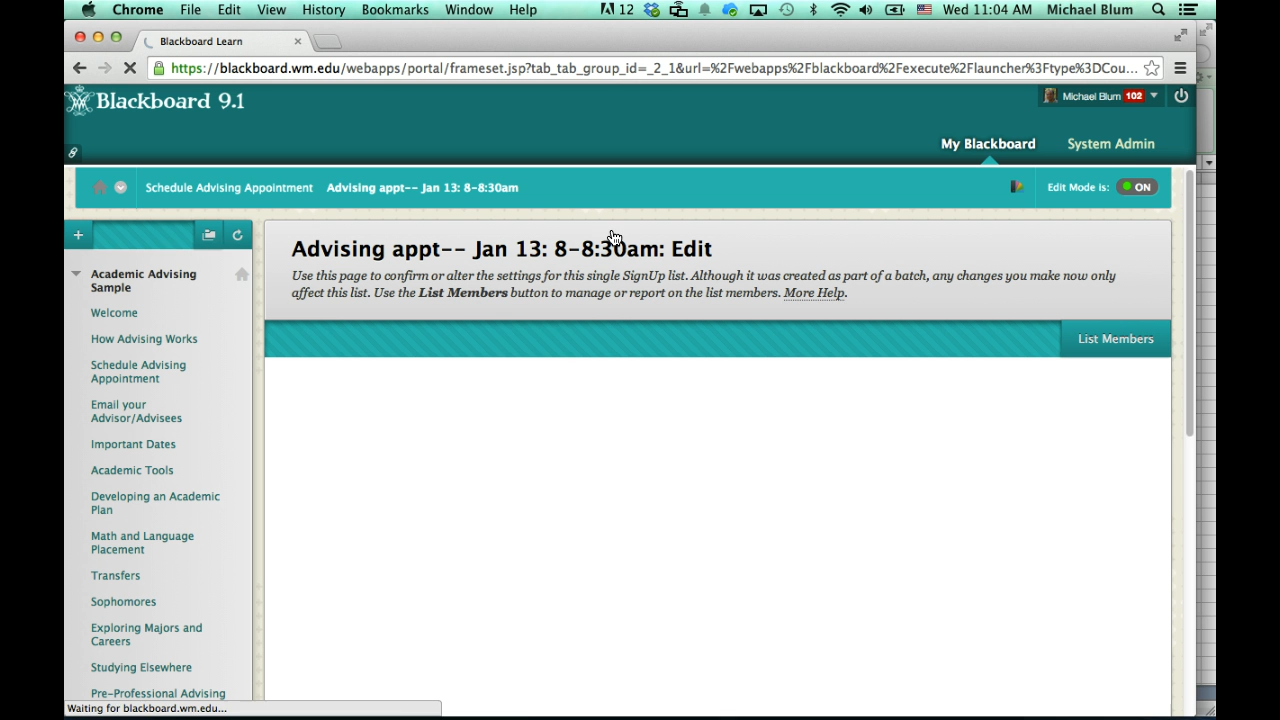 Chrome File Edit View History Bookmarks Window Help 12 Wed 11:04 AM Michael Blum
Blackboard Learn
https://blackboard.wm.edu/webapps/portal/frameset.jsp?tab_tab_group_id=_2_1&url=%2Fwebapps%2Fblackboard%2Fexecute%2Flauncher%3Ftype%3DCou...
Blackboard 9.1
Michael Blum 102
My Blackboard System Admin
Schedule Advising Appointment Advising appt-- Jan 13: 8-8:30am Edit Mode is: ON
Advising appt-- Jan 13: 8-8:30am: Edit
Use this page to confirm or alter the settings for this single SignUp list. Although it was created as part of a batch, any changes you make now only
affect this list. Use the List Members button to manage or report on the list members. More Help.
List Members
Academic Advising
Sample
Welcome
How Advising Works
Schedule Advising
Appointment
Email your
Advisor/Advisees
Important Dates
Academic Tools
Developing an Academic
Plan
Math and Language
Placement
Transfers
Sophomores
Exploring Majors and
Careers
Studying Elsewhere
Pre-Professional Advising
Waiting for blackboard.wm.edu...